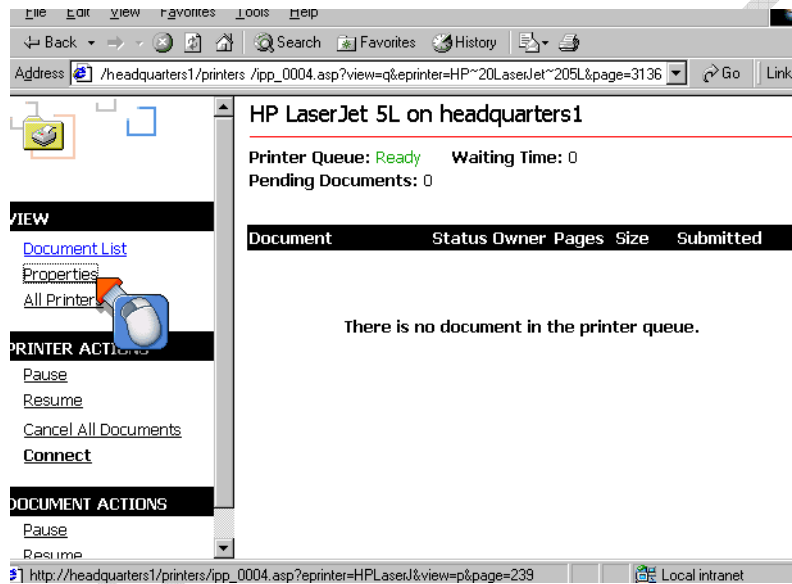 File Edit View Favorites Tools Help
Back Search Favorites History
Address /headquarters1/printers /ipp_0004.asp?view=q&eprinter=HP~20LaserJet~205L&page=3136 Go Link
HP LaserJet 5L on headquarters1
Printer Queue: Ready Waiting Time: 0
Pending Documents: 0
VIEW
Document List
Properties
All Printers
Document Status Owner Pages Size Submitted
There is no document in the printer queue.
PRINTER ACTIONS
Pause
Resume
Cancel All Documents
Connect
DOCUMENT ACTIONS
Pause
Resume
http://headquarters1/printers/ipp_0004.asp?eprinter=HPLaserJ&view=p&page=239 Local intranet